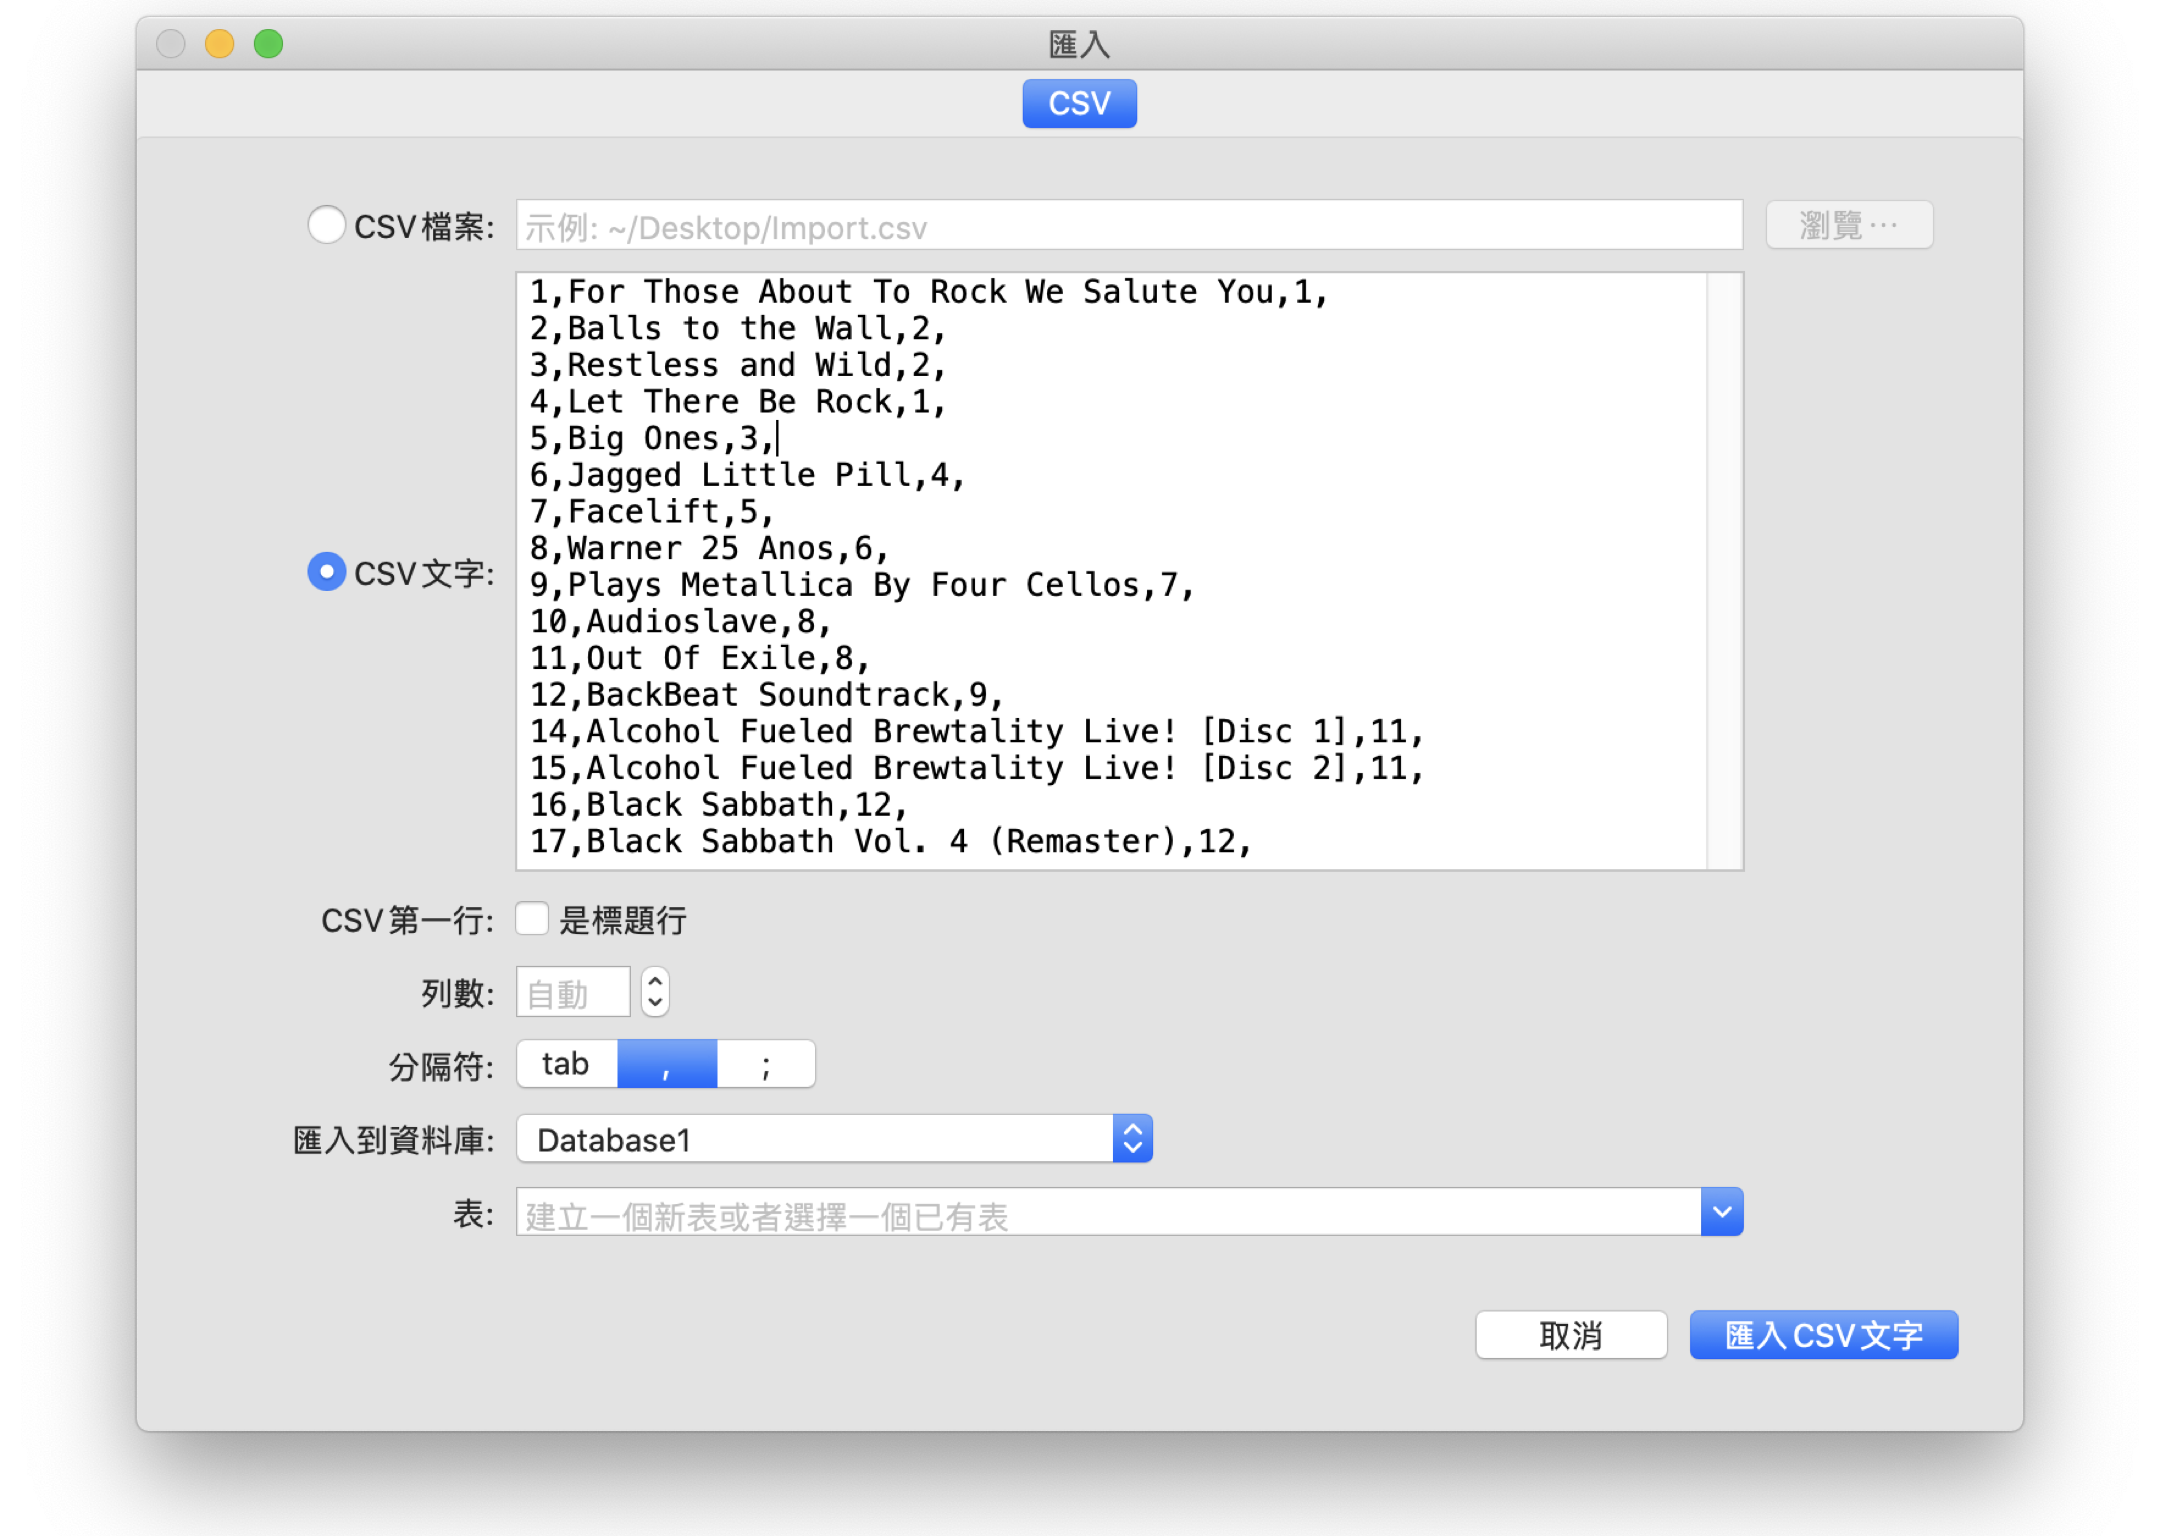 匯入
CSV
CSV檔案: 示例: ~/Desktop/Import.csv 瀏覽…
1,For Those About To Rock We Salute You,1,
2,Balls to the Wall,2,
3,Restless and Wild,2,
4,Let There Be Rock,1,
5,Big Ones,3,
6,Jagged Little Pill,4,
7,Facelift,5,
8,Warner 25 Anos,6,
CSV文字:
9,Plays Metallica By Four Cellos,7,
10,Audioslave,8,
11,Out Of Exile,8,
12,BackBeat Soundtrack,9,
14,Alcohol Fueled Brewtality Live! [Disc 1],11,
15,Alcohol Fueled Brewtality Live! [Disc 2],11,
16,Black Sabbath,12,
17,Black Sabbath Vol. 4 (Remaster),12,
CSV第一行: 是標題行
列數: 自動
分隔符: tab , ;
匯入到資料庫: Database1
表: 建立一個新表或者選擇一個已有表
取消 匯入CSV文字